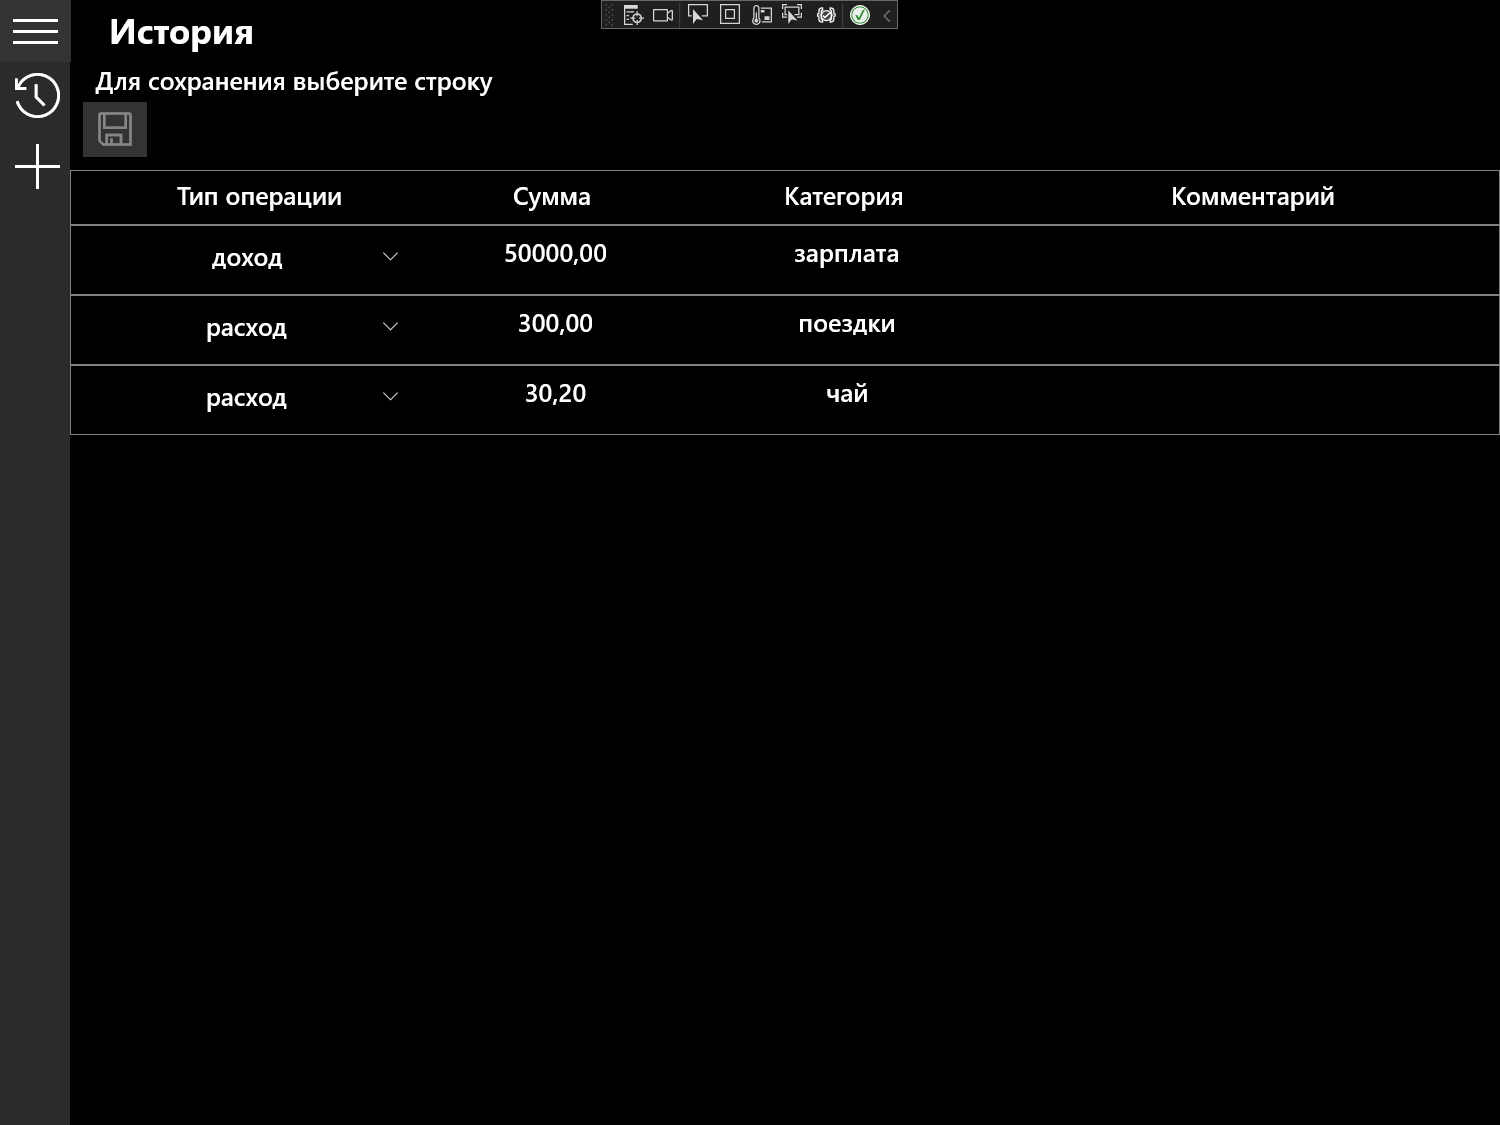 История
Для сохранения выберите строку
Тип операции Сумма Категория Комментарий
доход 50000,00 зарплата
расход 300,00 поездки
расход 30,20 чай